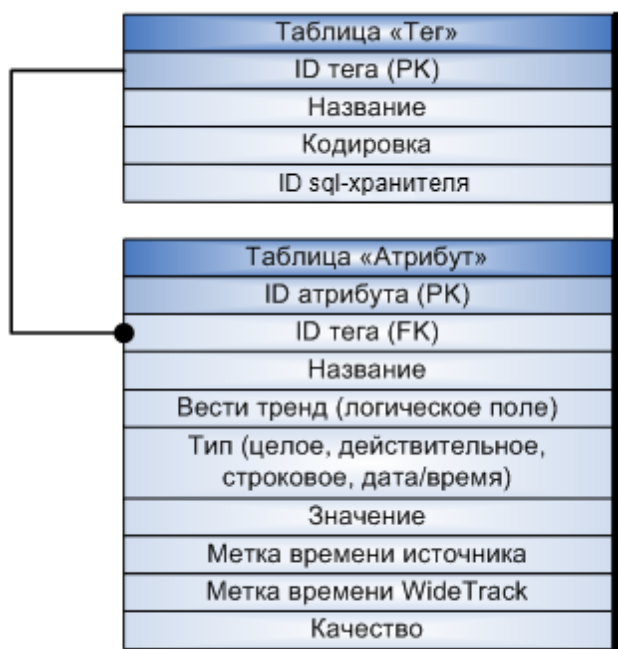 Таблица «Тег»
ID тега (PK)
Название
Кодировка
ID sql-хранителя
Таблица «Атрибут»
ID атрибута (PK)
ID тега (FK)
Название
Вести тренд (логическое поле)
Тип (целое, действительное,
строковое, дата/время)
Значение
Метка времени источника
Метка времени WideTrack
Качество